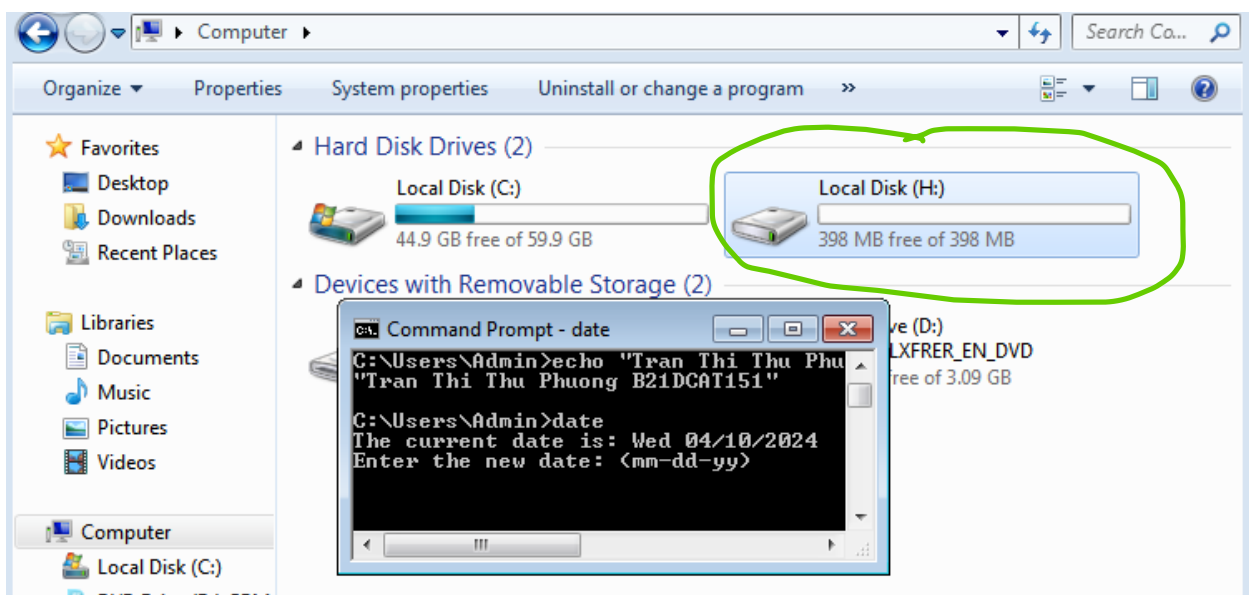 Computer
Search Co...
Organize Properties System properties Uninstall or change a program »
Favorites
Desktop
Downloads
Recent Places
Libraries
Documents
Music
Pictures
Videos
Computer
Local Disk (C:)
Hard Disk Drives (2)
Local Disk (C:)
44.9 GB free of 59.9 GB
Local Disk (H:)
398 MB free of 398 MB
Devices with Removable Storage (2)
(D:)
LXFRER_EN_DVD
free of 3.09 GB
Command Prompt - date
C:\Users\Admin>echo "Tran Thi Thu Phu
"Tran Thi Thu Phuong B21DCAT151"
C:\Users\Admin>date
The current date is: Wed 04/10/2024
Enter the new date: (mm-dd-yy)